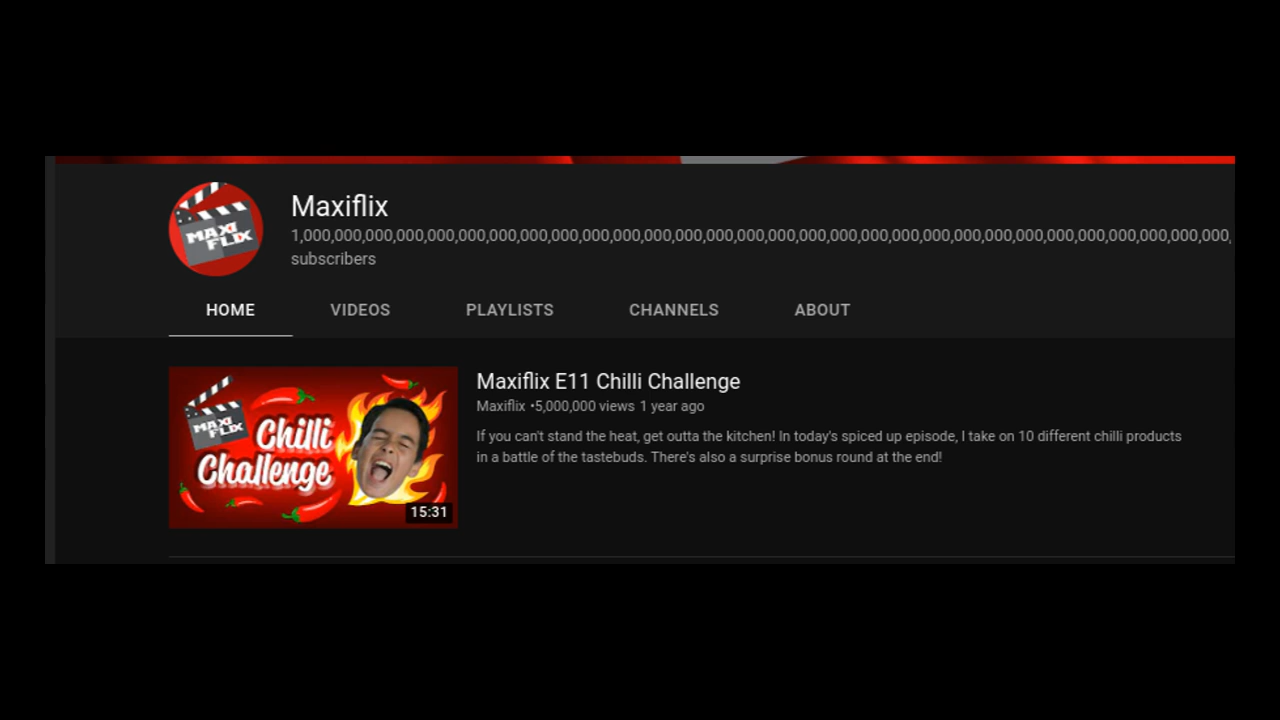 MAXI
FLIX
Maxiflix
1,000,000,000,000,000,000,000,000,000,000,000,000,000,000,000,000,000,000,000,000,000,000,000,000,000,000,000,000,000,000,000,
subscribers
HOME VIDEOS PLAYLISTS CHANNELS ABOUT
MAXI
FLIX
Chilli
Challenge
15:31
Maxiflix E11 Chilli Challenge
Maxiflix •5,000,000 views 1 year ago
If you can't stand the heat, get outta the kitchen! In today's spiced up episode, I take on 10 different chilli products
in a battle of the tastebuds. There's also a surprise bonus round at the end!